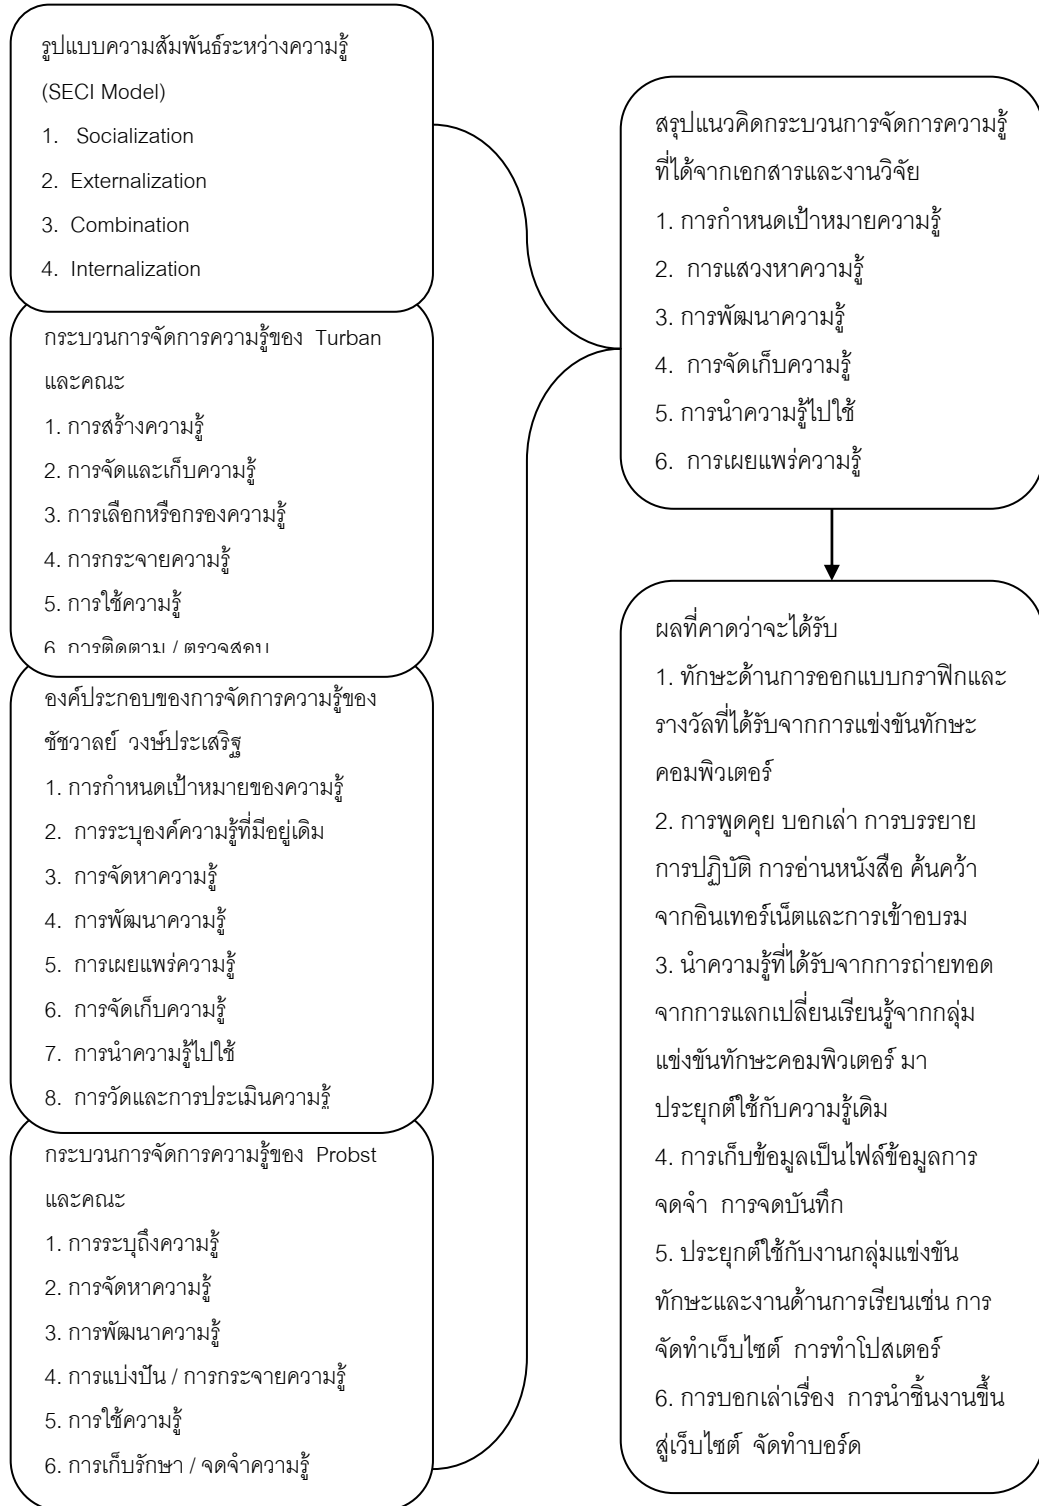 รูปแบบความสัมพันธ์ระหว่างความรู้
(SECI Model)
1. Socialization
2. Externalization
3. Combination
4. Internalization
กระบวนการจัดการความรู้ของ Turban
และคณะ
1. การสร้างความรู้
2. การจัดและเก็บความรู้
3. การเลือกหรือกรองความรู้
4. การกระจายความรู้
5. การใช้ความรู้
6. การติดตาม / ตรวจสอบ
องค์ประกอบของการจัดการความรู้ของ
ชัชวาลย์ วงษ์ประเสริฐ
1. การกำหนดเป้าหมายของความรู้
2. การระบุองค์ความรู้ที่มีอยู่เดิม
3. การจัดหาความรู้
4. การพัฒนาความรู้
5. การเผยแพร่ความรู้
6. การจัดเก็บความรู้
7. การนำความรู้ไปใช้
8. การวัดและการประเมินความรู้
กระบวนการจัดการความรู้ของ Probst
และคณะ
1. การระบุถึงความรู้
2. การจัดหาความรู้
3. การพัฒนาความรู้
4. การแบ่งปัน / การกระจายความรู้
5. การใช้ความรู้
6. การเก็บรักษา / จดจำความรู้
สรุปแนวคิดกระบวนการจัดการความรู้
ที่ได้จากเอกสารและงานวิจัย
1. การกำหนดเป้าหมายความรู้
2. การแสวงหาความรู้
3. การพัฒนาความรู้
4. การจัดเก็บความรู้
5. การนำความรู้ไปใช้
6. การเผยแพร่ความรู้
ผลที่คาดว่าจะได้รับ
1. ทักษะด้านการออกแบบกราฟิกและ
รางวัลที่ได้รับจากการแข่งขันทักษะ
คอมพิวเตอร์
2. การพูดคุย บอกเล่า การบรรยาย
การปฏิบัติ การอ่านหนังสือ ค้นคว้า
จากอินเทอร์เน็ตและการเข้าอบรม
3. นำความรู้ที่ได้รับจากการถ่ายทอด
จากการแลกเปลี่ยนเรียนรู้จากกลุ่ม
แข่งขันทักษะคอมพิวเตอร์ มา
ประยุกต์ใช้กับความรู้เดิม
4. การเก็บข้อมูลเป็นไฟล์ข้อมูลการ
จดจำ การจดบันทึก
5. ประยุกต์ใช้กับงานกลุ่มแข่งขัน
ทักษะและงานด้านการเรียนเช่น การ
จัดทำเว็บไซต์ การทำโปสเตอร์
6. การบอกเล่าเรื่อง การนำชิ้นงานขึ้น
สู่เว็บไซต์ จัดทำบอร์ด